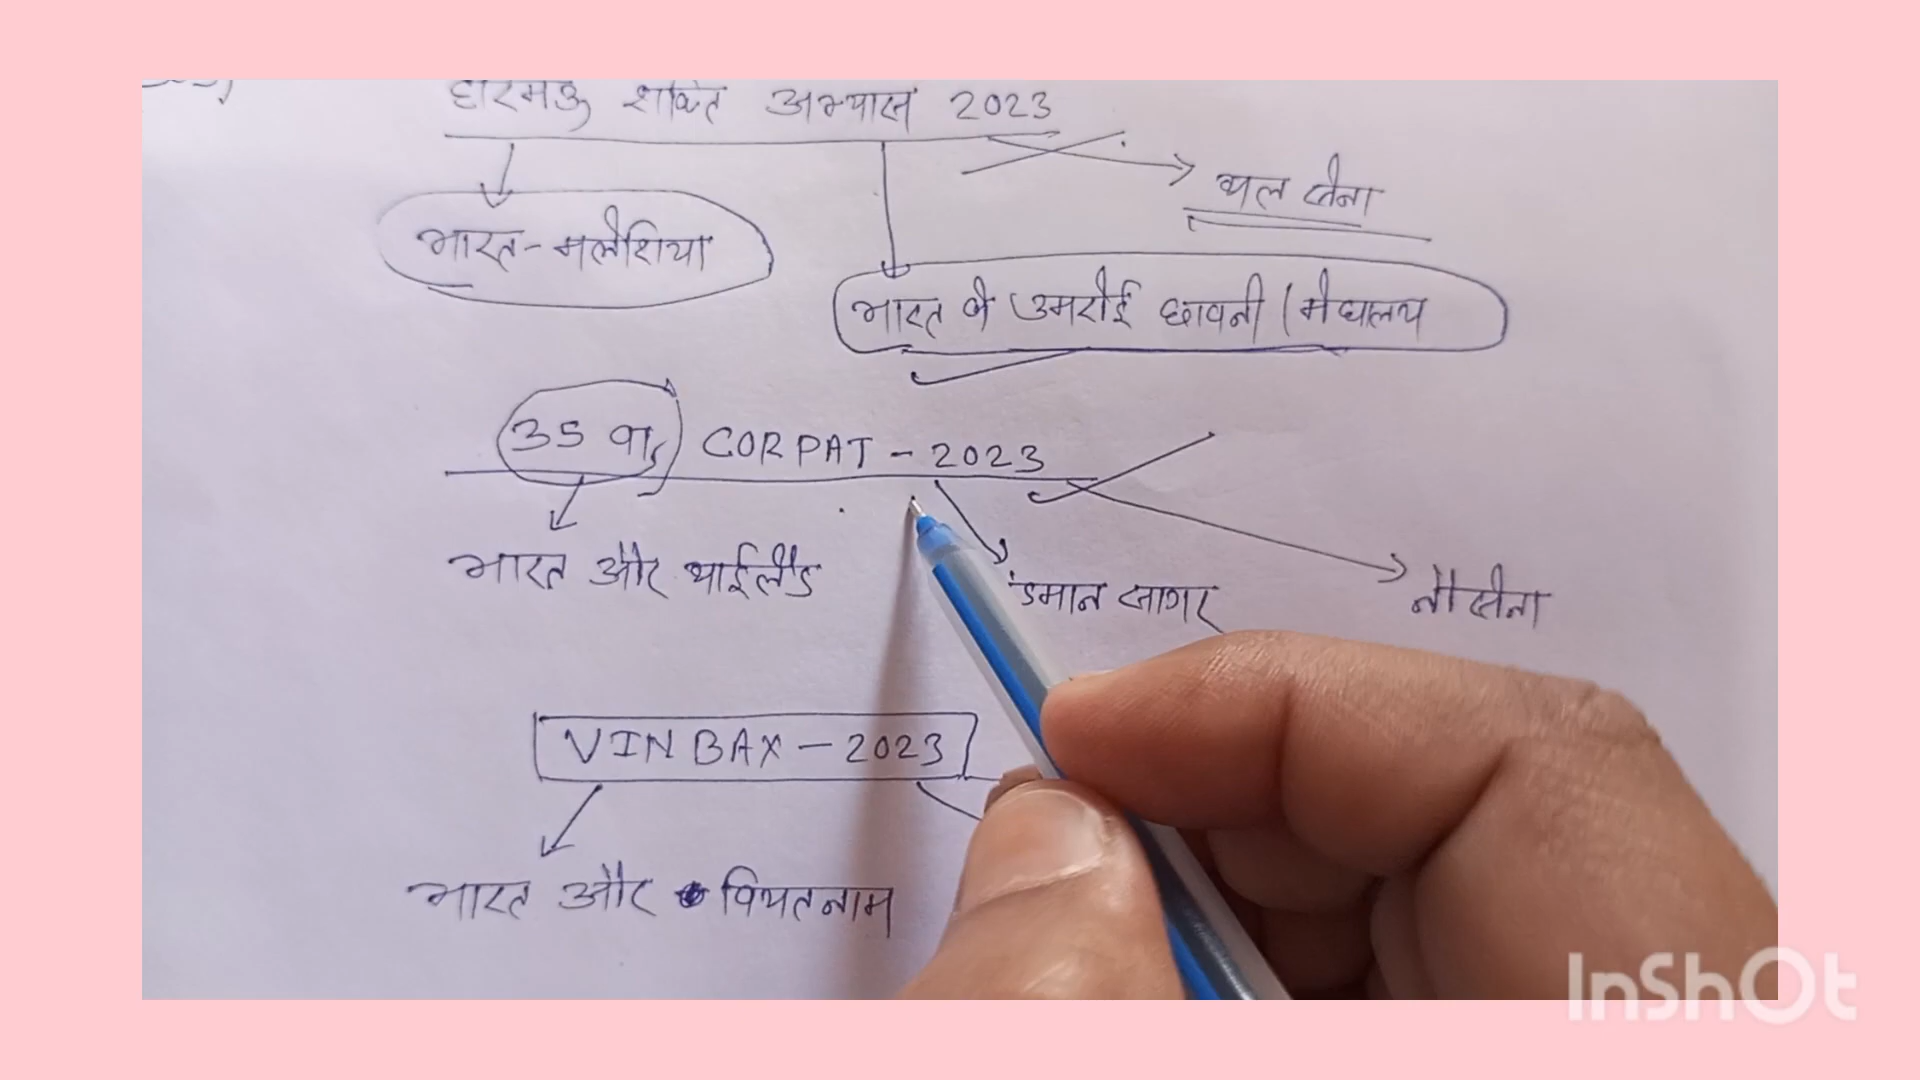 शक्ति अभ्यास 2023
थल सेना
भारत-मलेशिया
भारत के उमरोई छावनी (मेघालय
35 वां CORPAT - 2023
भारत और थाईलैंड
ंडमान सागर
नौसेना
VINBAX - 2023
भारत और वियतनाम
InShOt